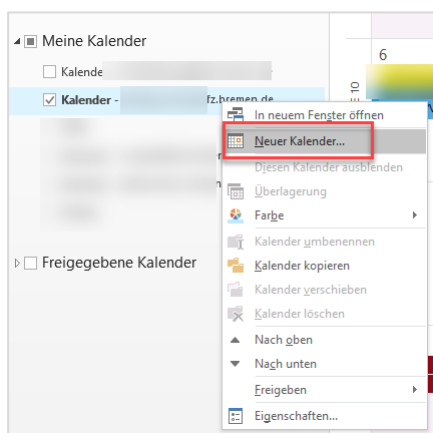 Meine Kalender
6
Kalende
Kalender - fz.bremen.de
10
In neuem Fenster öffnen
Neuer Kalender...
Diesen Kalender ausblenden
Überlagerung
Farbe
Kalender umbenennen
Kalender kopieren
Freigegebene Kalender
Kalender verschieben
Kalender löschen
Nach oben
Nach unten
Freigeben
Eigenschaften...